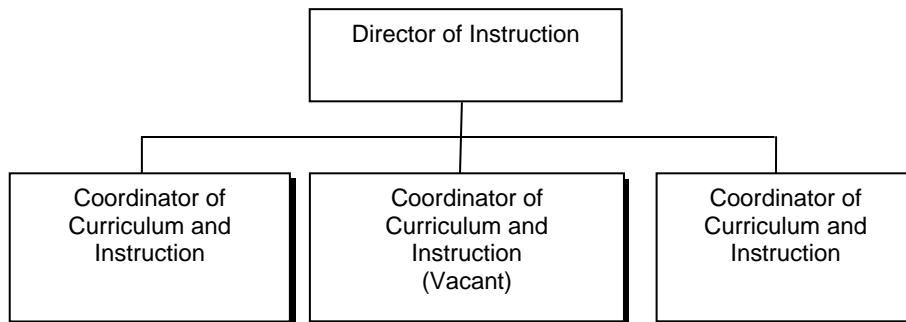 Director of Instruction
Coordinator of
Curriculum and
Instruction
Coordinator of
Curriculum and
Instruction
(Vacant)
Coordinator of
Curriculum and
Instruction